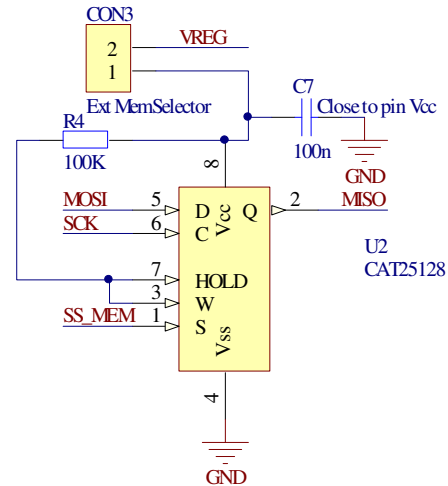 CON3
2 VREG
1
Ext MemSelector
C7
Close to pin Vcc
100n
GND
R4
100K
8
MOSI 5 D Vcc Q 2 MISO
SCK 6 C
7 HOLD
3 W
SS_MEM 1 S
Vss
U2
CAT25128
4
GND